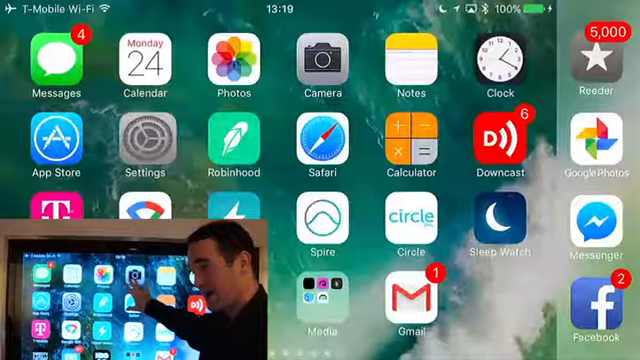 T-Mobile Wi-Fi 13:19 100%
4 5,000
Monday
24
Messages Calendar Photos Camera Notes Clock Reeder
6
App Store Settings Robinhood Safari Calculator Downcast Google Photos
circle
Spire Circle Sleep Watch Messenger
1 2
Media Gmail Facebook